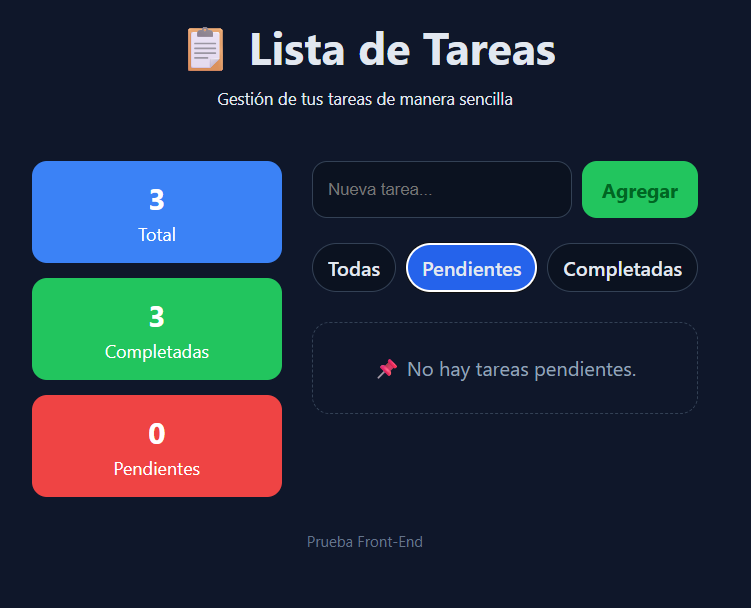 Lista de Tareas
Gestión de tus tareas de manera sencilla
3
Total
3
Completadas
0
Pendientes
Nueva tarea...
Agregar
Todas
Pendientes
Completadas
No hay tareas pendientes.
Prueba Front-End